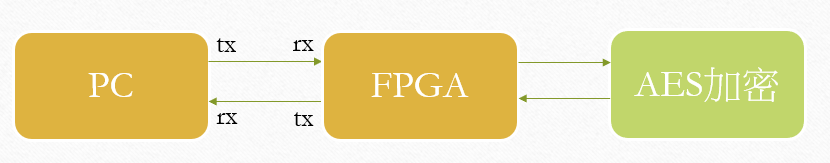 tx rx
PC FPGA AES加密
rx tx